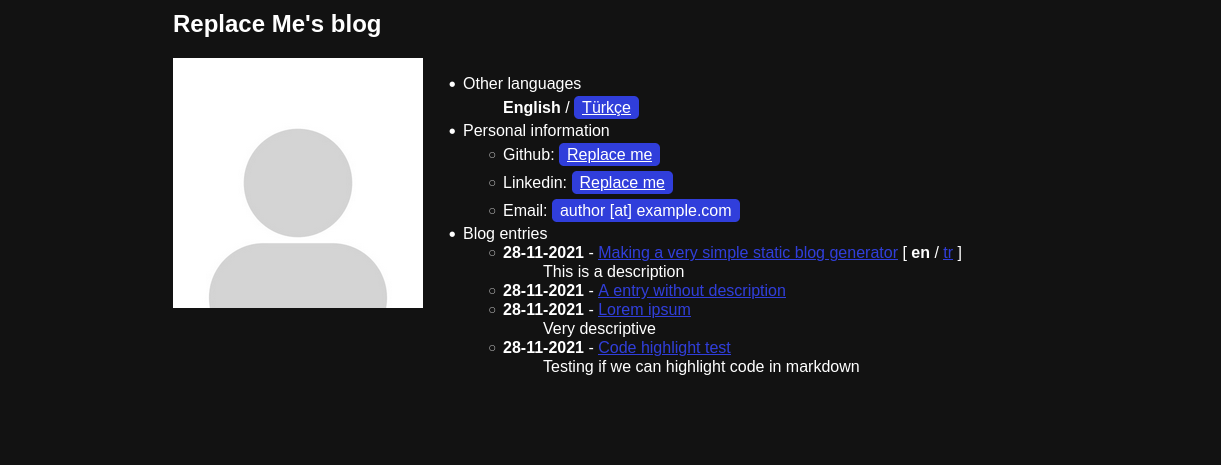 Replace Me's blog
Other languages
English / Türkçe
Personal information
Github: Replace me
Linkedin: Replace me
Email: author [at] example.com
Blog entries
28-11-2021 - Making a very simple static blog generator [ en / tr ]
This is a description
28-11-2021 - A entry without description
28-11-2021 - Lorem ipsum
Very descriptive
28-11-2021 - Code highlight test
Testing if we can highlight code in markdown